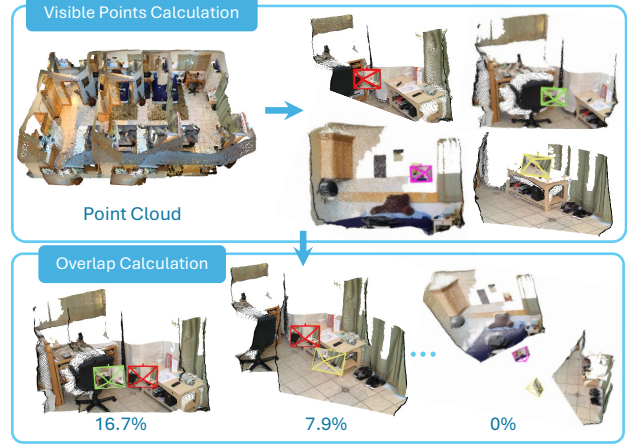 Visible Points Calculation
Point Cloud
Overlap Calculation
16.7%
7.9%
0%